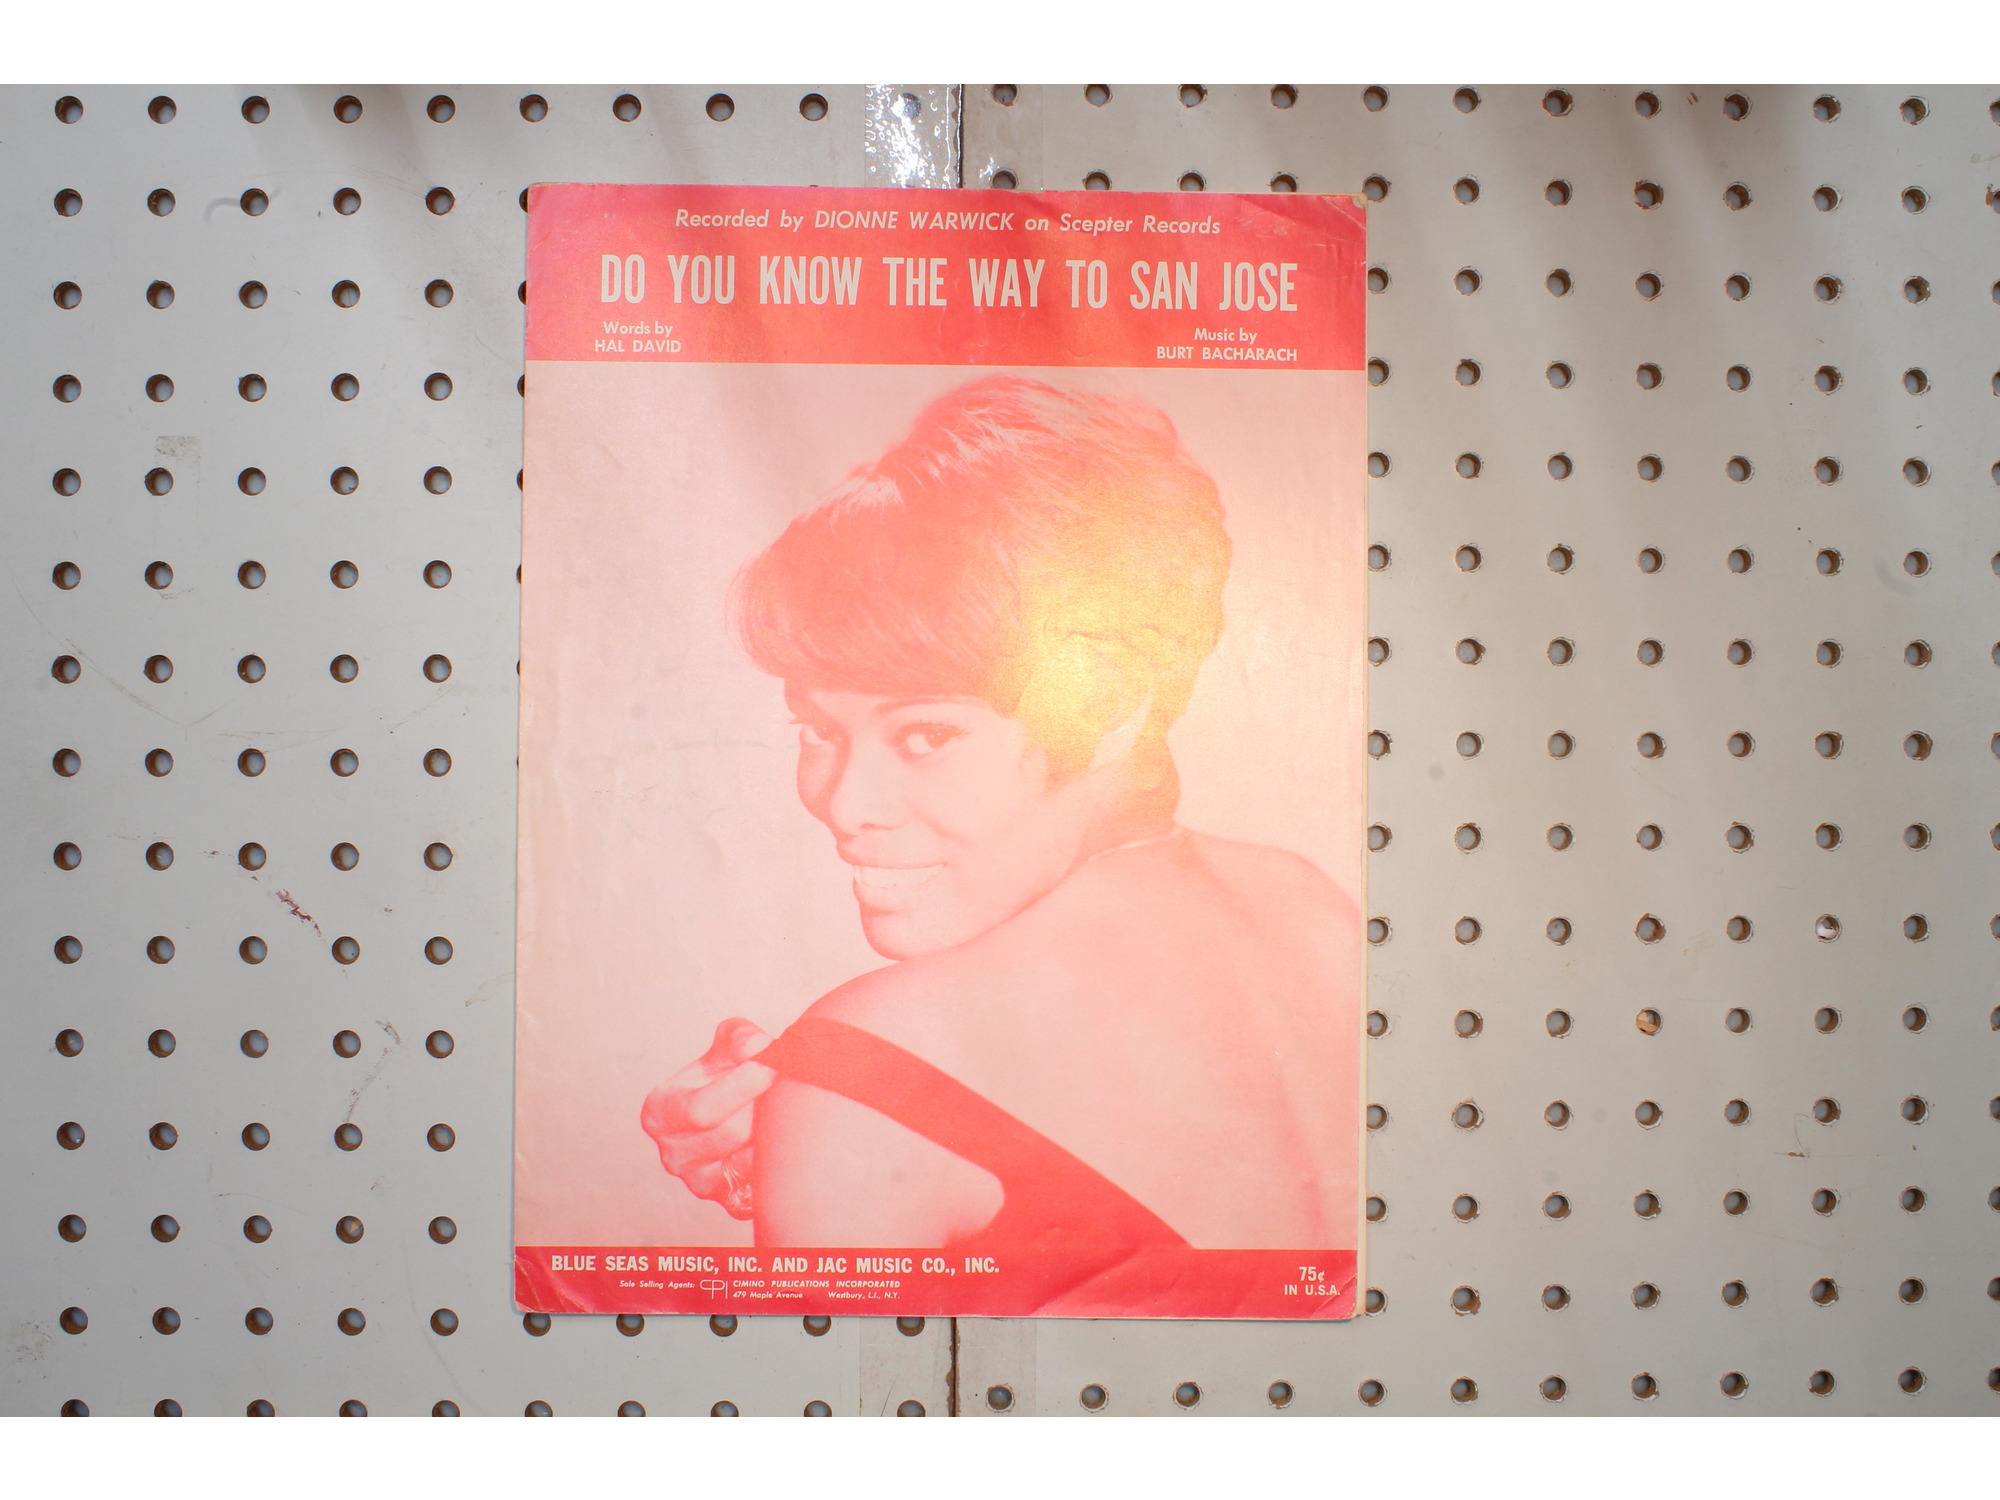 Recorded by DIONNE WARWICK on Scepter Records
DO YOU KNOW THE WAY TO SAN JOSE
Words by
HAL DAVID
Music by
BURT BACHARACH
BLUE SEAS MUSIC, INC. AND JAC MUSIC CO., INC.
Sole Selling Agents: CPI CIMINO PUBLICATIONS INCORPORATED
479 Maple Avenue Westbury, L.I., N.Y.
75¢
IN U.S.A.